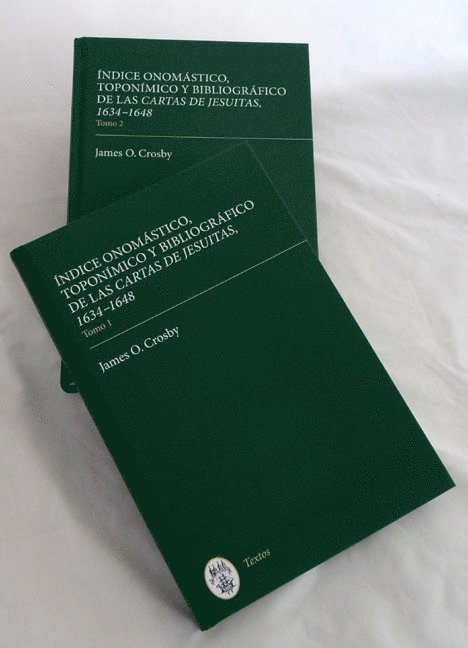 ÍNDICE ONOMÁSTICO,
TOPONÍMICO Y BIBLIOGRÁFICO
DE LAS CARTAS DE JESUITAS,
1634–1648
Tomo 2
James O. Crosby
ÍNDICE ONOMÁSTICO,
TOPONÍMICO Y BIBLIOGRÁFICO
DE LAS CARTAS DE JESUITAS,
1634–1648
Tomo 1
James O. Crosby
Textos